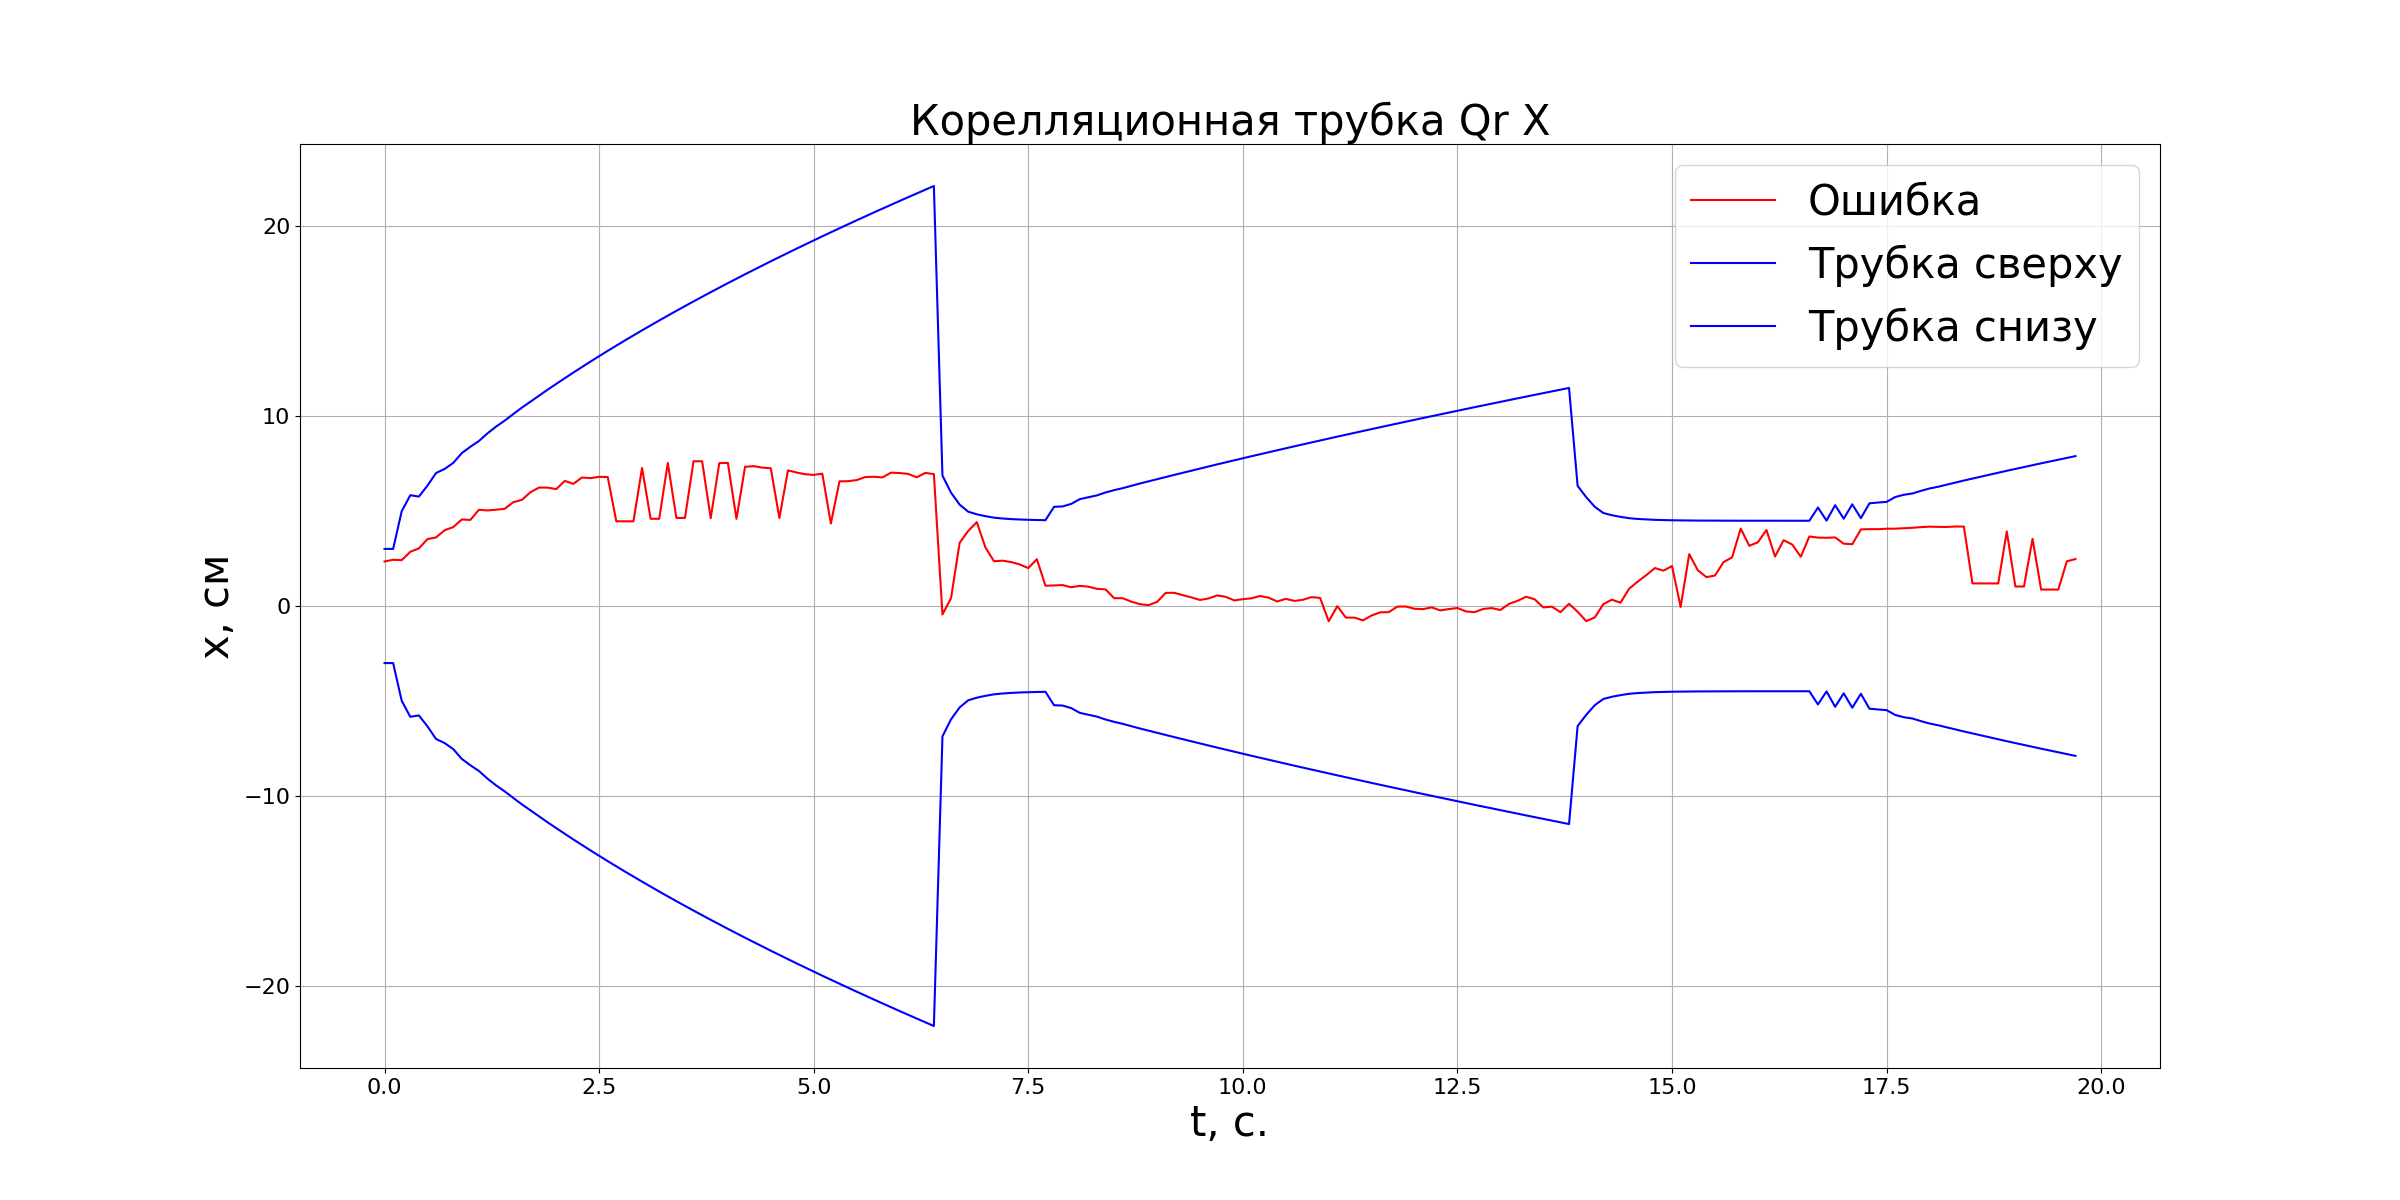 Корелляционная трубка Qr X
Ошибка
Трубка сверху
Трубка снизу
x, см
20
10
0
−10
−20
0.0 2.5 5.0 7.5 10.0 12.5 15.0 17.5 20.0
t, с.